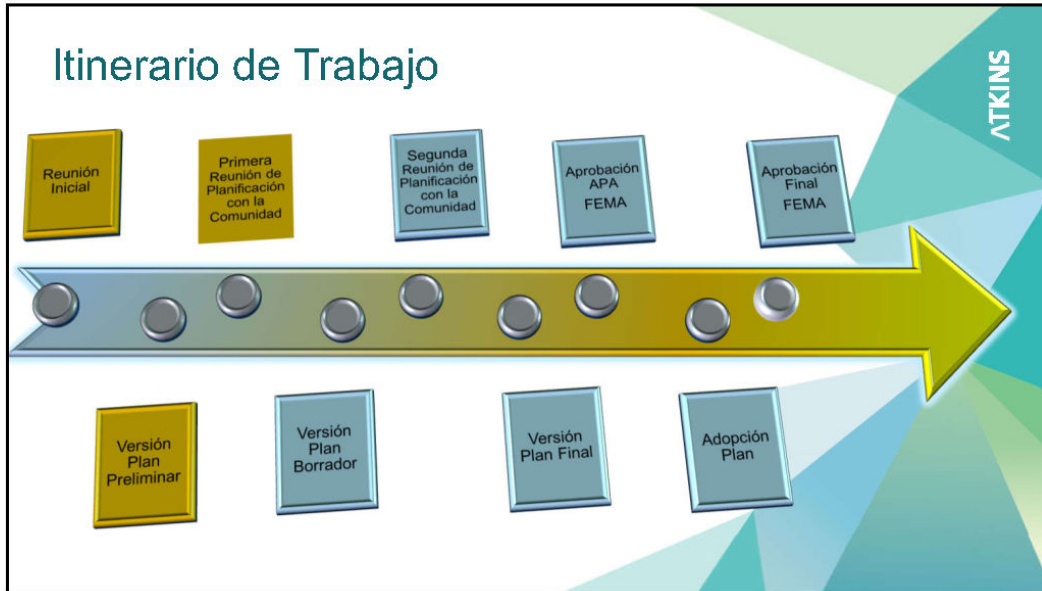 Itinerario de Trabajo
ATKINS
Reunión
Inicial
Primera
Reunión de
Planificación
con la
Comunidad
Segunda
Reunión de
Planificación
con la
Comunidad
Aprobación
APA
FEMA
Aprobación
Final
FEMA
Versión
Plan
Preliminar
Versión
Plan
Borrador
Versión
Plan Final
Adopción
Plan